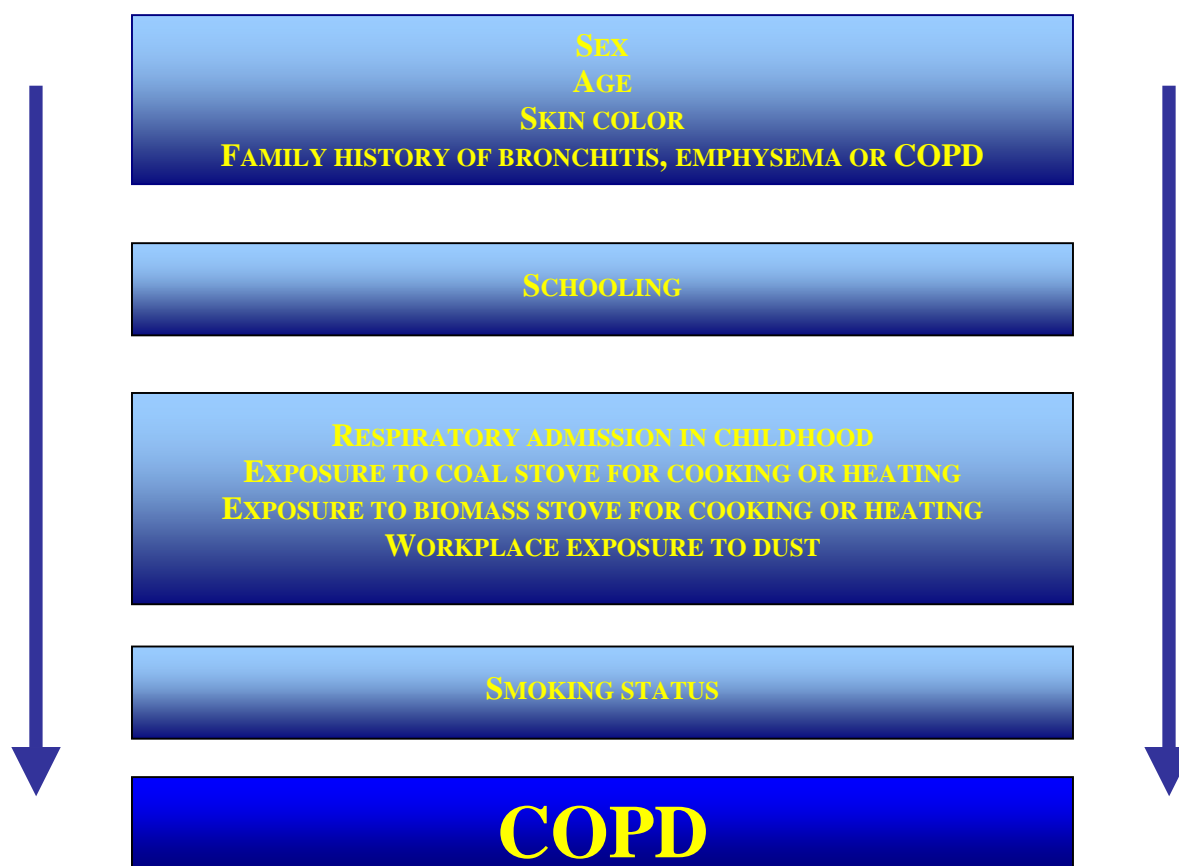 Sex
Age
Skin color
Family history of bronchitis, emphysema or COPD
Schooling
Respiratory admission in childhood
Exposure to coal stove for cooking or heating
Exposure to biomass stove for cooking or heating
Workplace exposure to dust
Smoking status
COPD